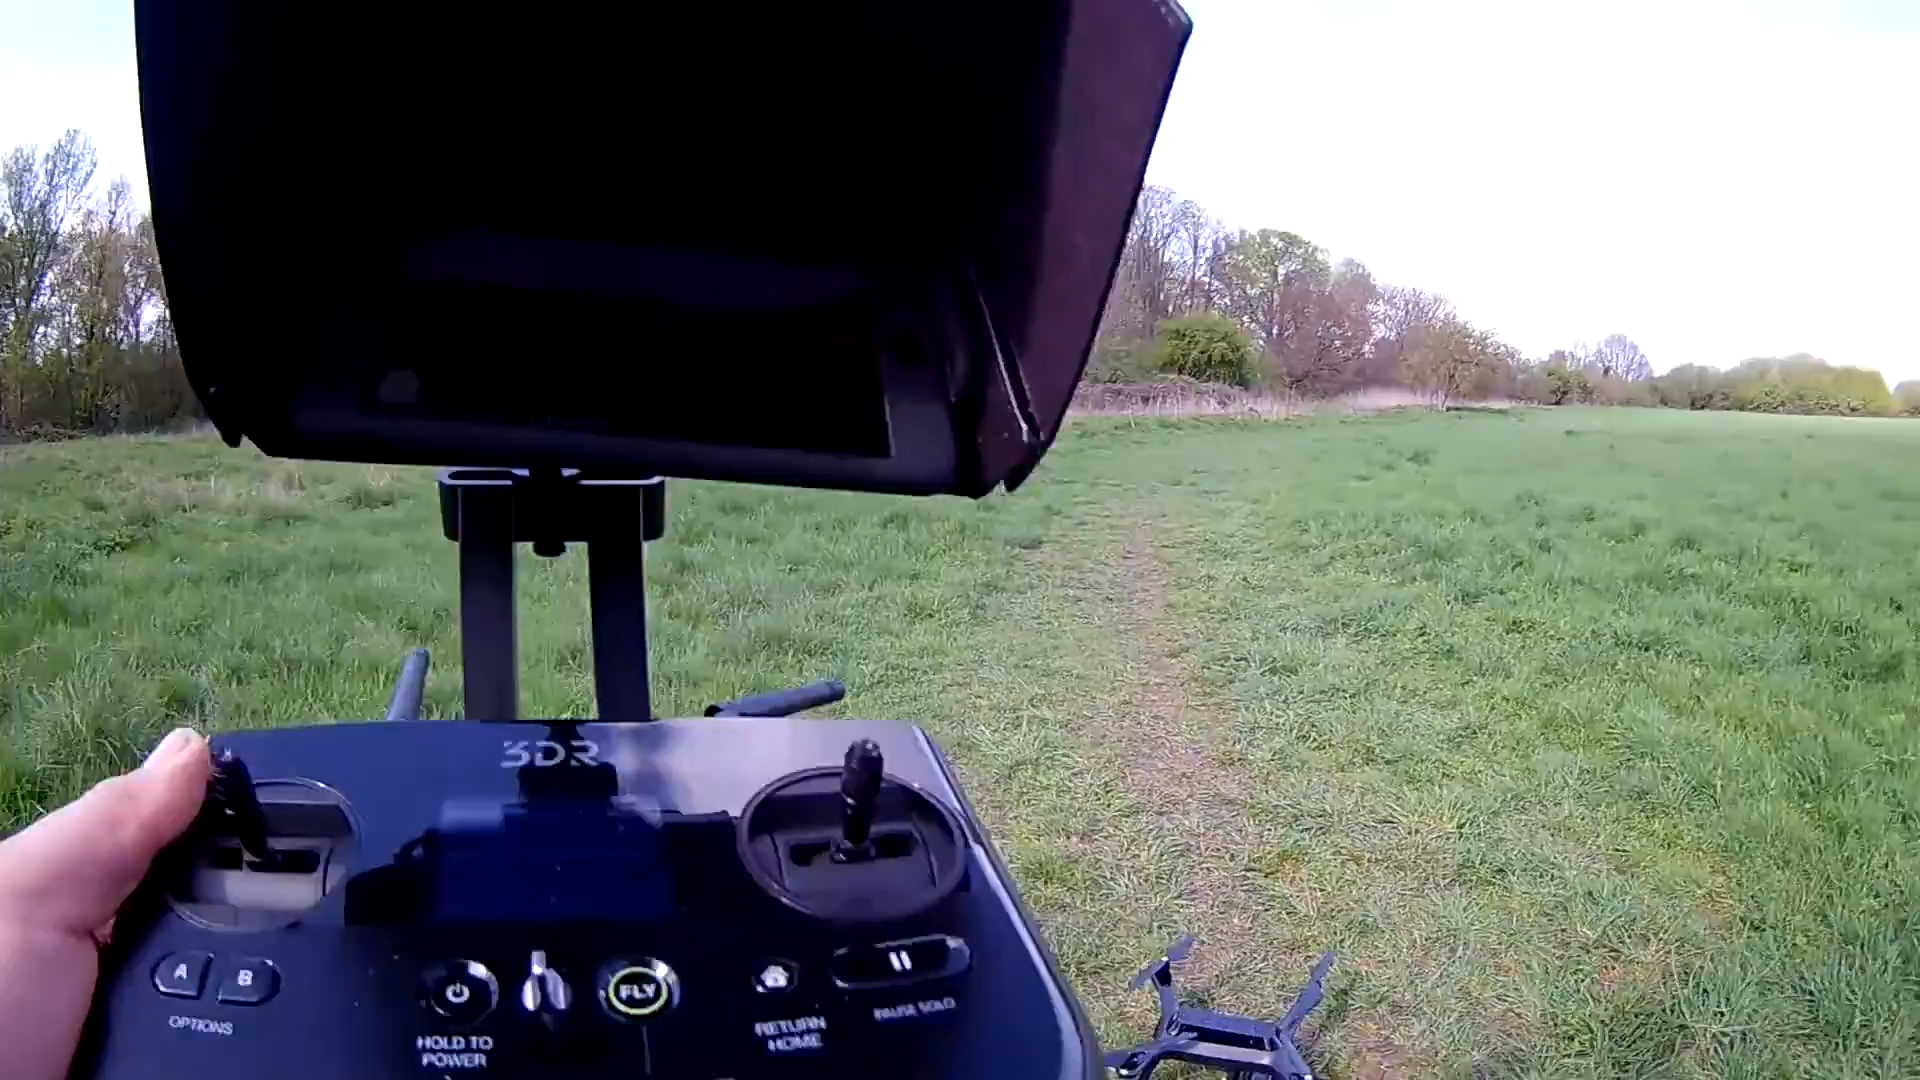 3DR
A B
OPTIONS
HOLD TO
POWER
FLY
RETURN
HOME
PAUSE SOLO